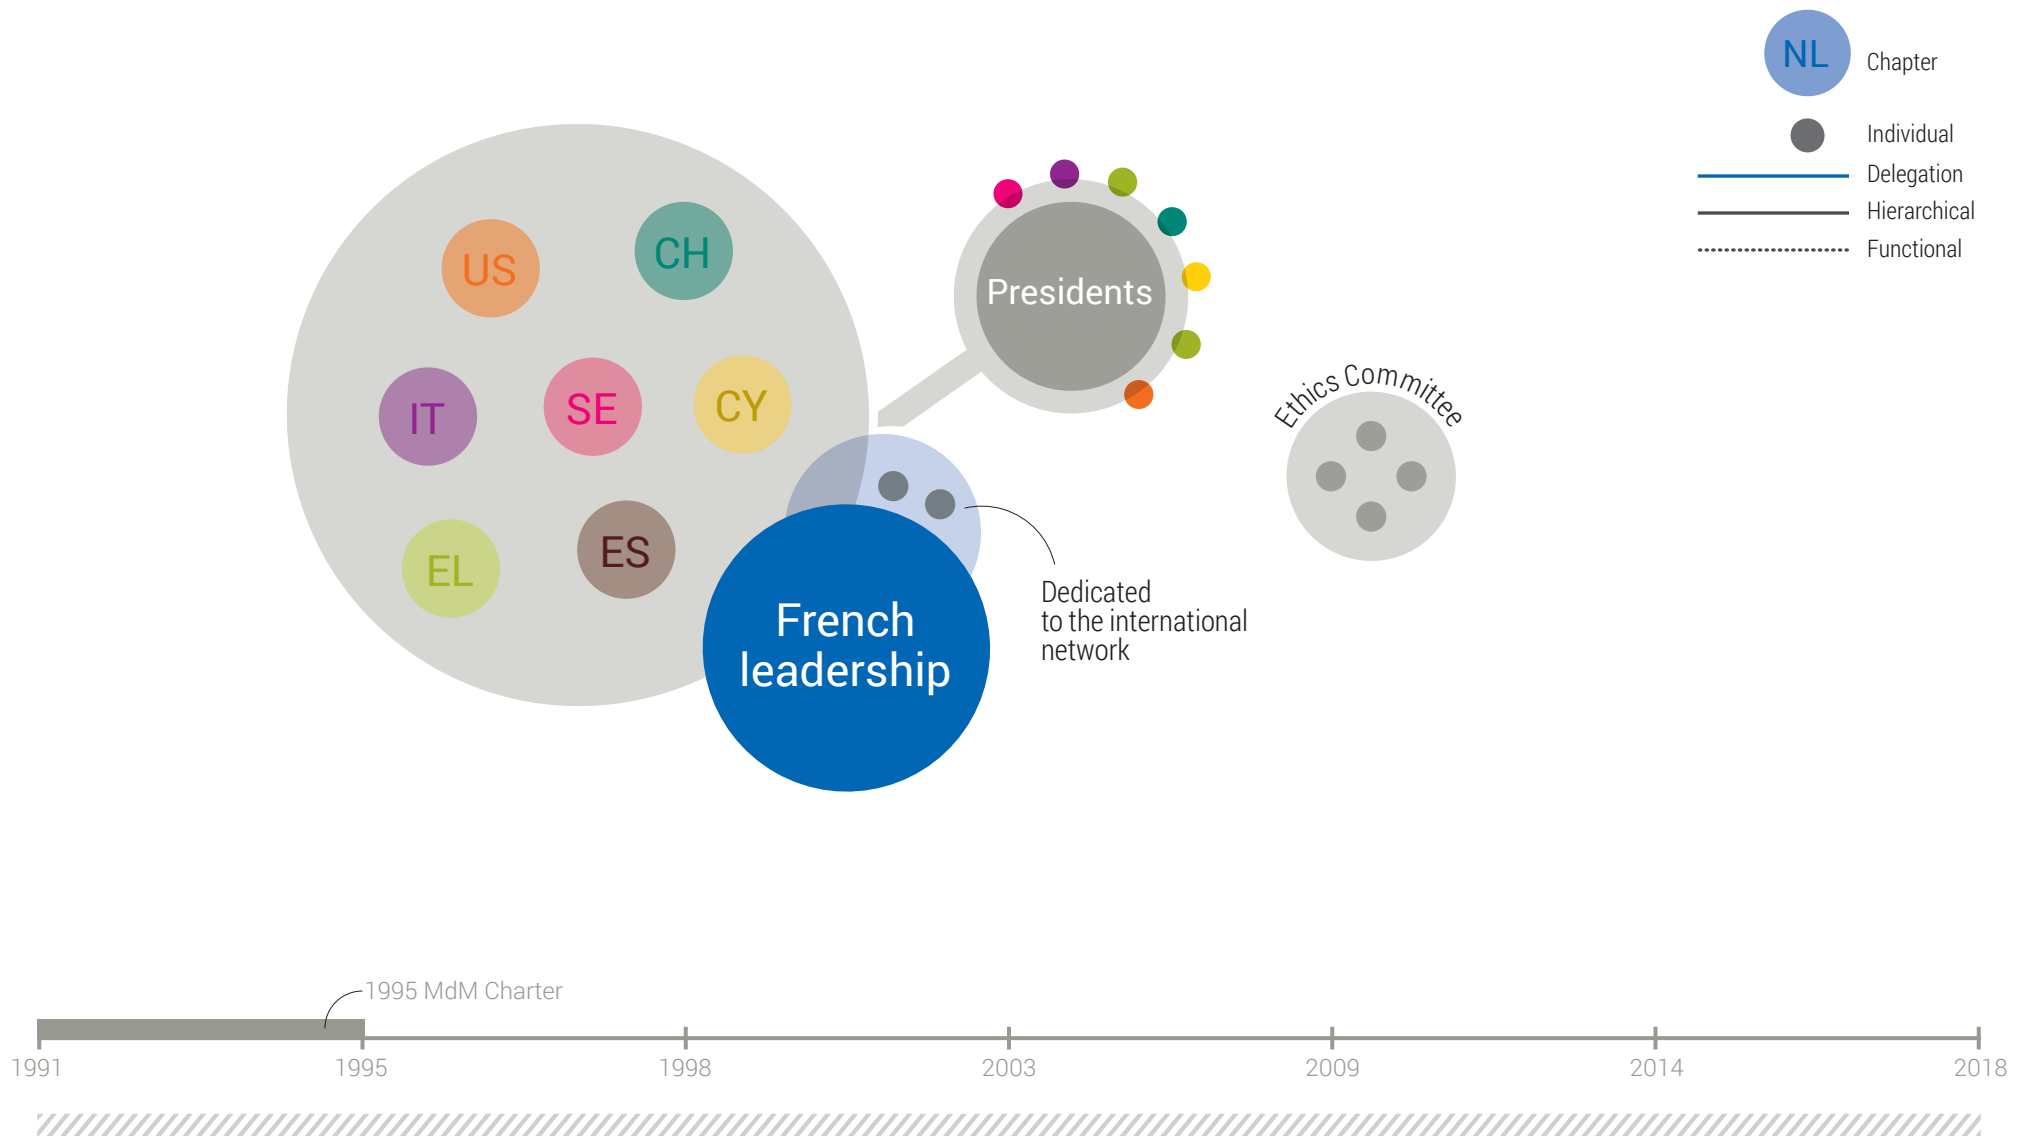 NL
Chapter
Individual
Delegation
Hierarchical
Functional
US
CH
IT
SE
CY
EL
ES
Presidents
Ethics Committee
French
leadership
Dedicated
to the international
network
1995 MdM Charter
1991
1995
1998
2003
2009
2014
2018